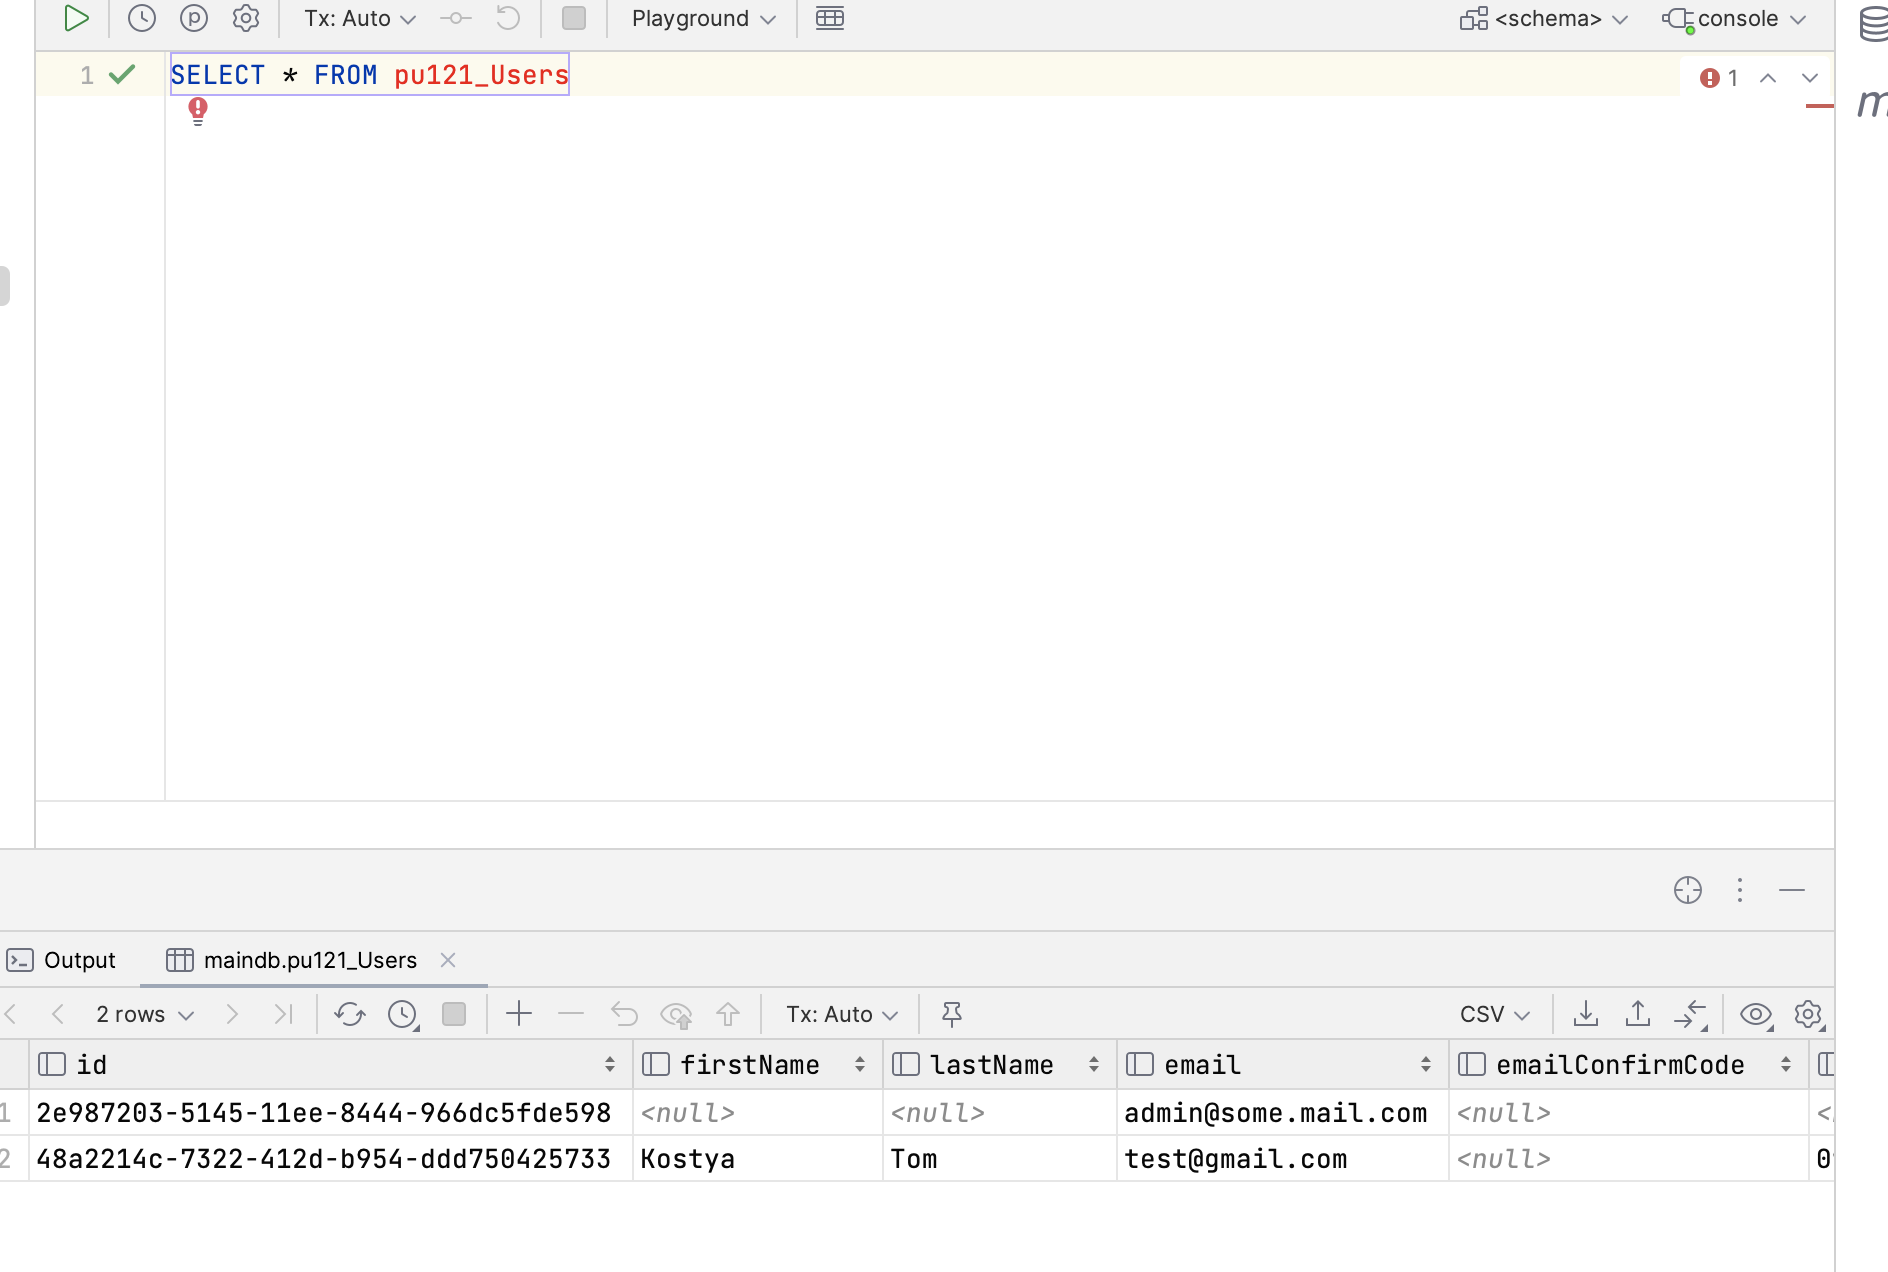 Tx: Auto Playground <schema> console
1 SELECT * FROM pu121_Users 1
Output maindb.pu121_Users
2 rows Tx: Auto CSV
id firstName lastName email emailConfirmCode
1 2e987203-5145-11ee-8444-966dc5fde598 <null> <null> admin@some.mail.com <null>
2 48a2214c-7322-412d-b954-ddd750425733 Kostya Tom test@gmail.com <null>